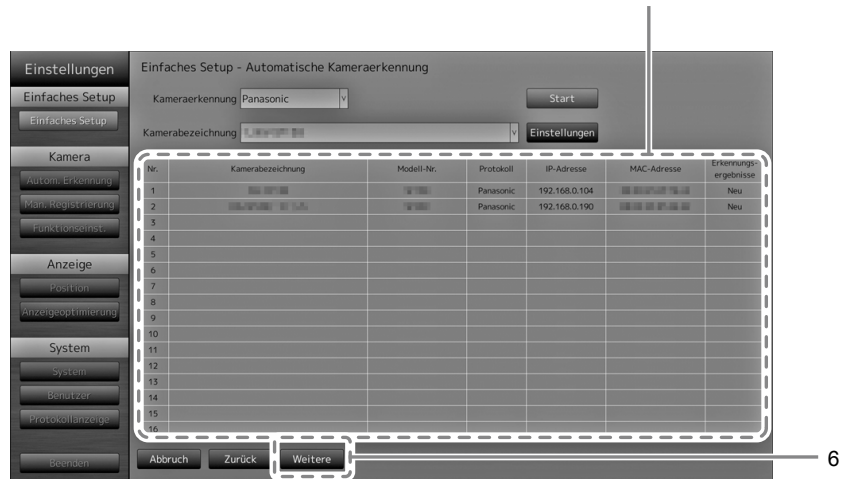 Einstellungen
Einfaches Setup
Einfaches Setup
Kamera
Autom. Erkennung
Man. Registrierung
Funktionseinst.
Anzeige
Position
Anzeigeoptimierung
System
System
Benutzer
Protokollanzeige
Beenden
Einfaches Setup - Automatische Kameraerkennung
Kameraerkennung Panasonic Start
Kamerabezeichnung Einstellungen
Nr. Kamerabezeichnung Modell-Nr. Protokoll IP-Adresse MAC-Adresse Erkennungs-
ergebnisse
1 Panasonic 192.168.0.104 Neu
2 Panasonic 192.168.0.190 Neu
3
4
5
6
7
8
9
10
11
12
13
14
15
16
Abbruch Zurück Weitere
6